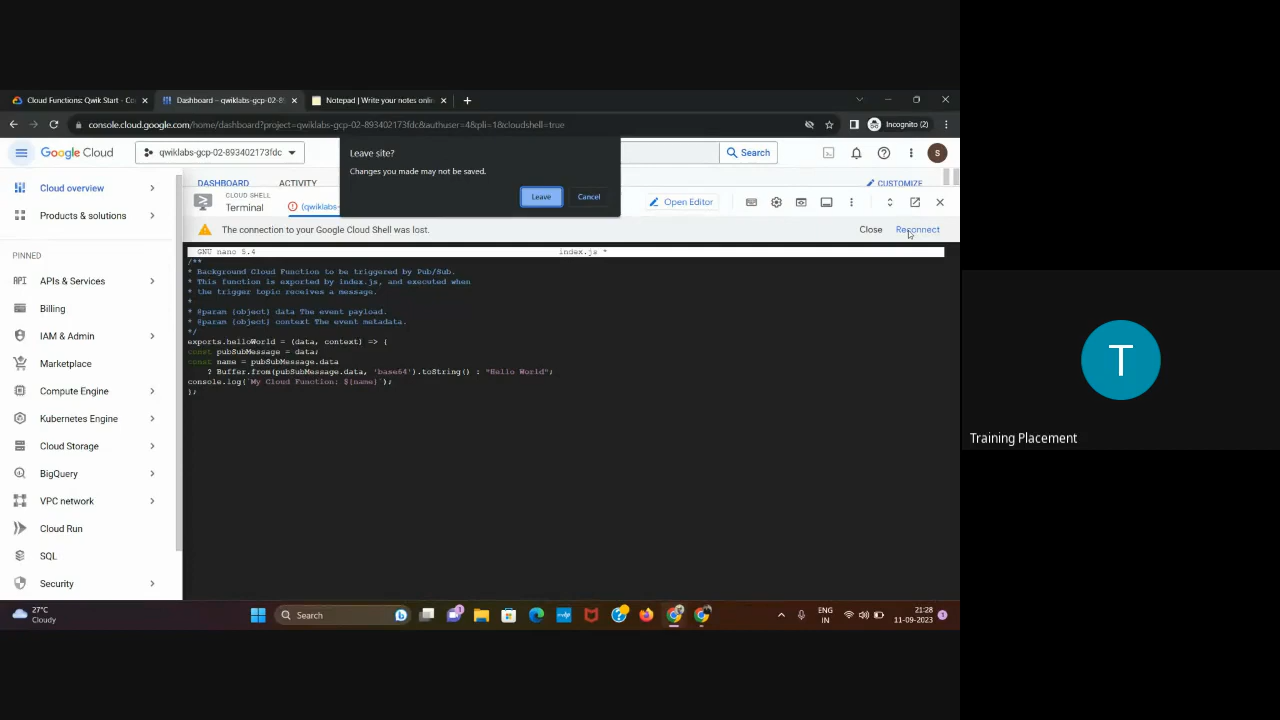 Cloud Functions: Qwik Start - Co
Dashboard – qwiklabs-gcp-02-8
Notepad | Write your notes onlin
console.cloud.google.com/home/dashboard?project=qwiklabs-gcp-02-893402173fdc&authuser=4&pli=1&cloudshell=true
Incognito (2)
Google Cloud
qwiklabs-gcp-02-893402173fdc
Search
S
Leave site?
Changes you made may not be saved.
Leave
Cancel
DASHBOARD
ACTIVITY
CUSTOMIZE
CLOUD SHELL
Terminal
(qwiklabs-
Open Editor
The connection to your Google Cloud Shell was lost.
Close
Reconnect
Cloud overview
Products & solutions
PINNED
API APIs & Services
Billing
IAM & Admin
Marketplace
Compute Engine
Kubernetes Engine
Cloud Storage
BigQuery
VPC network
Cloud Run
SQL
Security
GNU nano 5.4 index.js *
/**
* Background Cloud Function to be triggered by Pub/Sub.
* This function is exported by index.js, and executed when
* the trigger topic receives a message.
*
* @param {object} data The event payload.
* @param {object} context The event metadata.
*/
exports.helloWorld = (data, context) => {
const pubSubMessage = data;
const name = pubSubMessage.data
? Buffer.from(pubSubMessage.data, 'base64').toString() : "Hello World";
console.log(`My Cloud Function: ${name}`);
};
T
Training Placement
27°C
Cloudy
Search
ENG
IN
21:28
11-09-2023